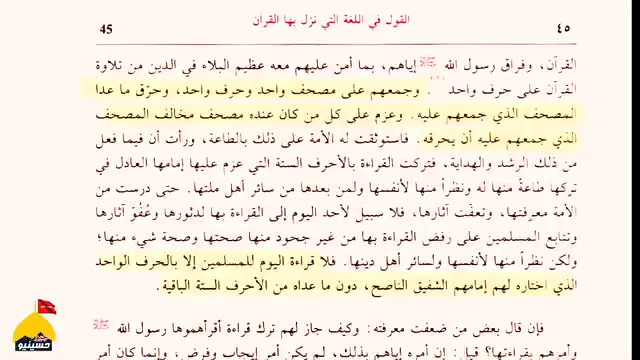 القول في اللغة التي نزل بها القرآن
45 ٤٥
القرآن، وفراق رسول الله ﷺ إياهم، بما أمن عليهم معه عظيم البلاء في الدين من تلاوة
القرآن على حرف واحد. وجمعهم على مصحف واحد وحرف واحد، وحرّق ما عدا
المصحف الذي جمعهم عليه. وعزم على كل من كان عنده مصحف مخالف المصحف
الذي جمعهم عليه أن يحرقه. فاستوثقت له الأمة على ذلك بالطاعة، ورأت أن فيما فعل
من ذلك الرشد والهداية، فتركت القراءة بالأحرف الستة التي عزم عليها إمامها العادل في
تركها طاعةً منها له ونظراً منها لأنفسها ولمن بعدها من سائر أهل ملتها. حتى درست من
الأمة معرفتها، وتعفّت آثارها، فلا سبيل لأحد اليوم إلى القراءة بها لدثورها وعُفُوّ آثارها
وتتابع المسلمين على رفض القراءة بها من غير جحود منها صحتها وصحة شيء منها؛
ولكن نظراً منها لأنفسها ولسائر أهل دينها. فلا قراءة اليوم للمسلمين إلا بالحرف الواحد
الذي اختاره لهم إمامهم الشفيق الناصح، دون ما عداه من الأحرف الستة الباقية.
فإن قال بعض من ضعفت معرفته: وكيف جاز لهم ترك قراءة أقرأهموها رسول الله ﷺ
وأمرهم بقراءتها؟ قيل: إن أمره إياهم بذلك، لم يكن أمر إيجاب وفرض، وإنما كان أمر
حسينيو